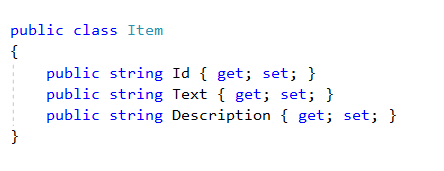 public class Item
{
    public string Id { get; set; }
    public string Text { get; set; }
    public string Description { get; set; }
}